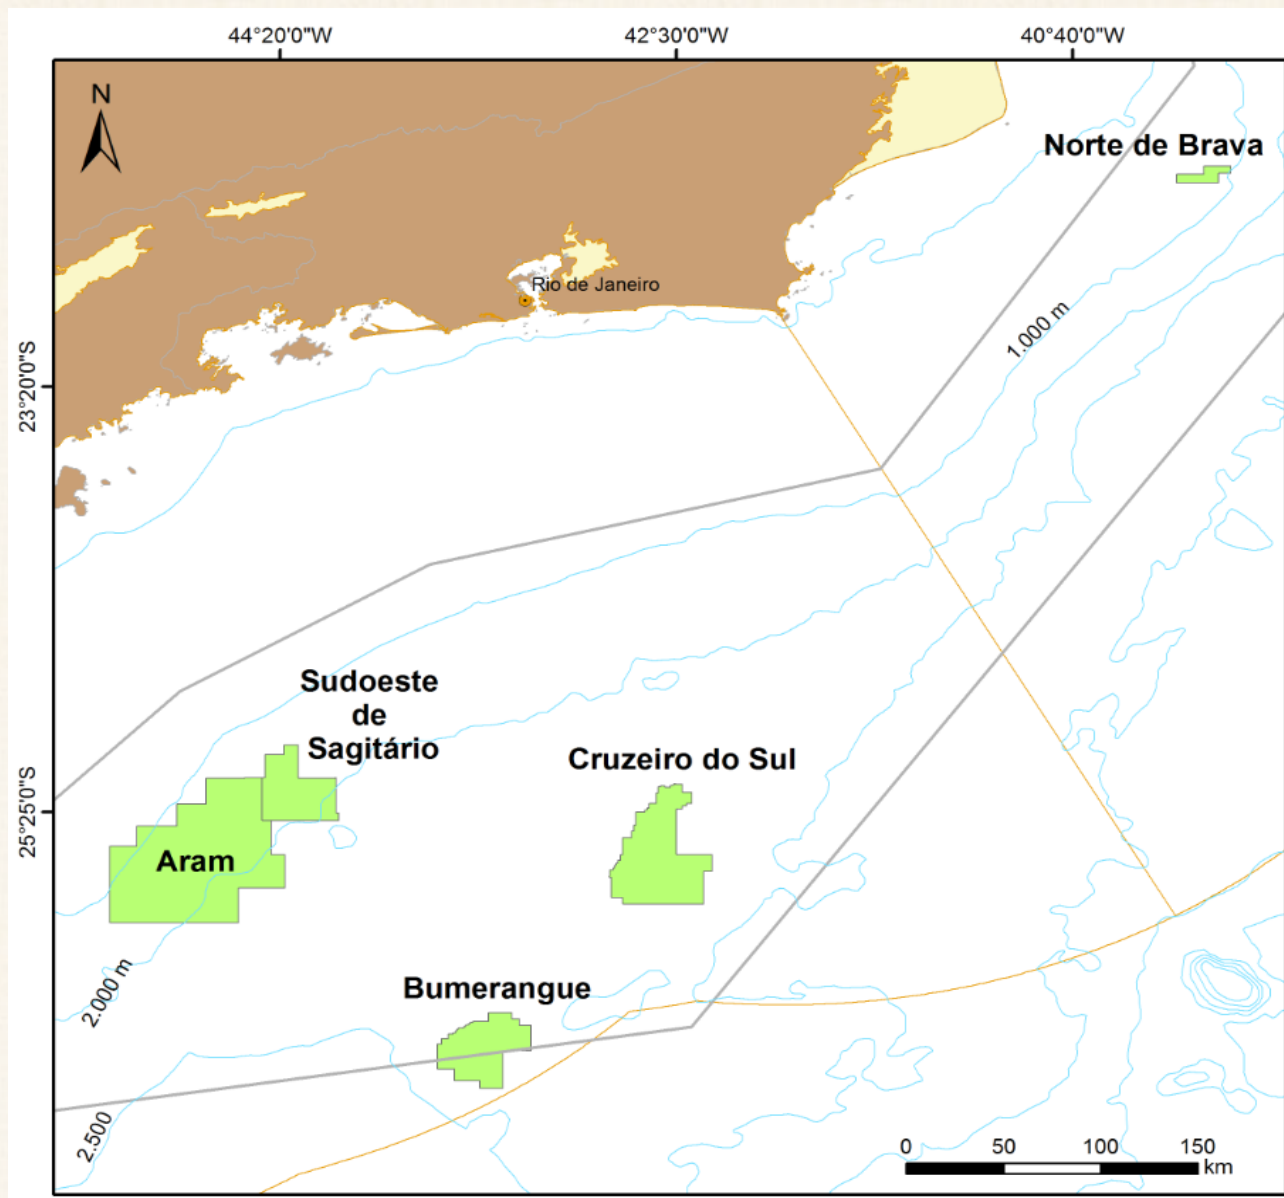 44°20'0"W 42°30'0"W 40°40'0"W
N
Norte de Brava
Rio de Janeiro
1.000 m
23°20'0"S
Sudoeste
de
Sagitário
Cruzeiro do Sul
25°25'0"S
Aram
2.000 m
Bumerangue
2.500
0 50 100 150
km